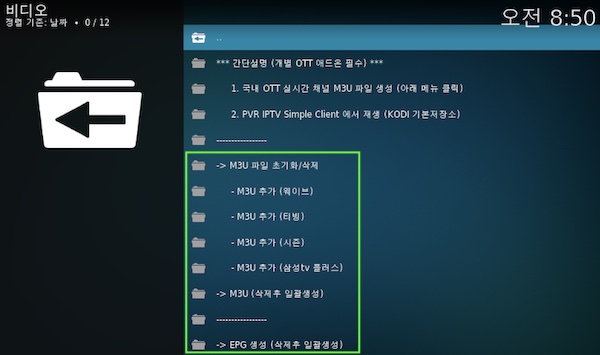 비디오
정렬 기준: 날짜 • 0 / 12
오전 8:50
..
*** 간단설명 (개별 OTT 애드온 필수) ***
1. 국내 OTT 실시간 채널 M3U 파일 생성 (아래 메뉴 클릭)
2. PVR IPTV Simple Client 에서 재생 (KODI 기본저장소)
----------------
-> M3U 파일 초기화/삭제
- M3U 추가 (웨이브)
- M3U 추가 (티빙)
- M3U 추가 (시즌)
- M3U 추가 (삼성tv 플러스)
-> M3U (삭제후 일괄생성)
----------------
-> EPG 생성 (삭제후 일괄생성)